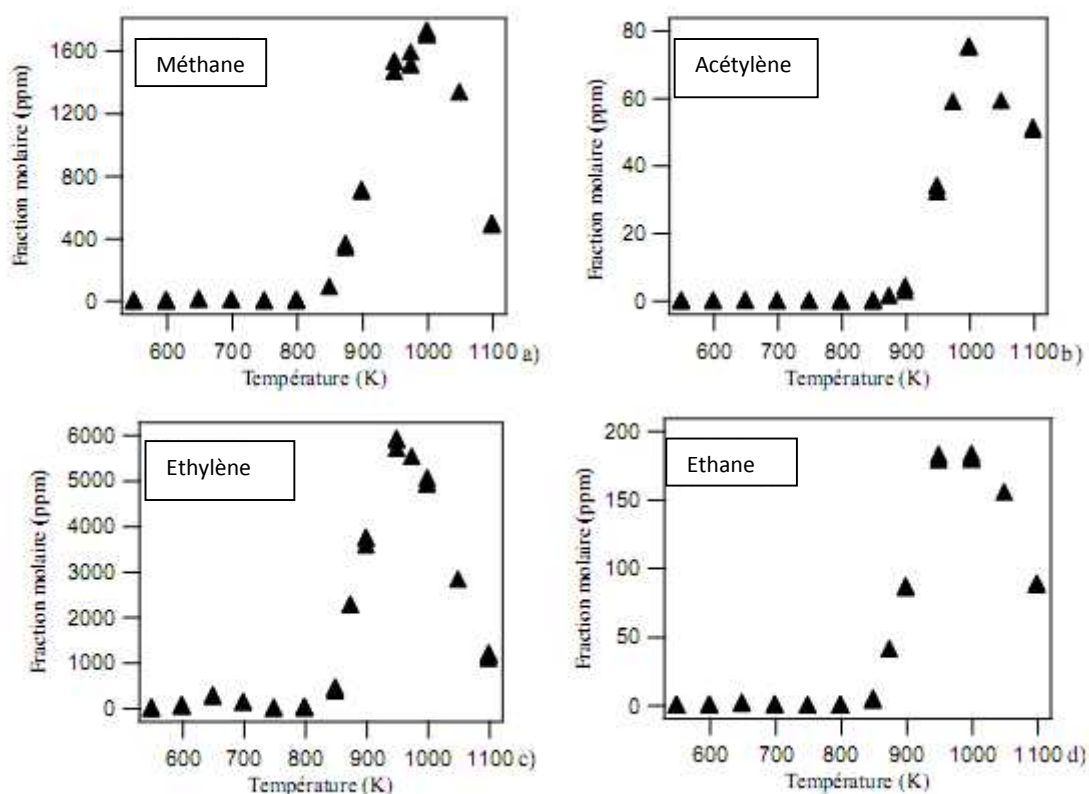 Méthane
Fraction molaire (ppm)
1600
1200
800
400
0
600 700 800 900 1000 1100 a)
Température (K)
Acétylène
Fraction molaire (ppm)
80
60
40
20
0
600 700 800 900 1000 1100 b)
Température (K)
Ethylène
Fraction molaire (ppm)
6000
5000
4000
3000
2000
1000
0
600 700 800 900 1000 1100 c)
Température (K)
Ethane
Fraction molaire (ppm)
200
150
100
50
0
600 700 800 900 1000 1100 d)
Température (K)